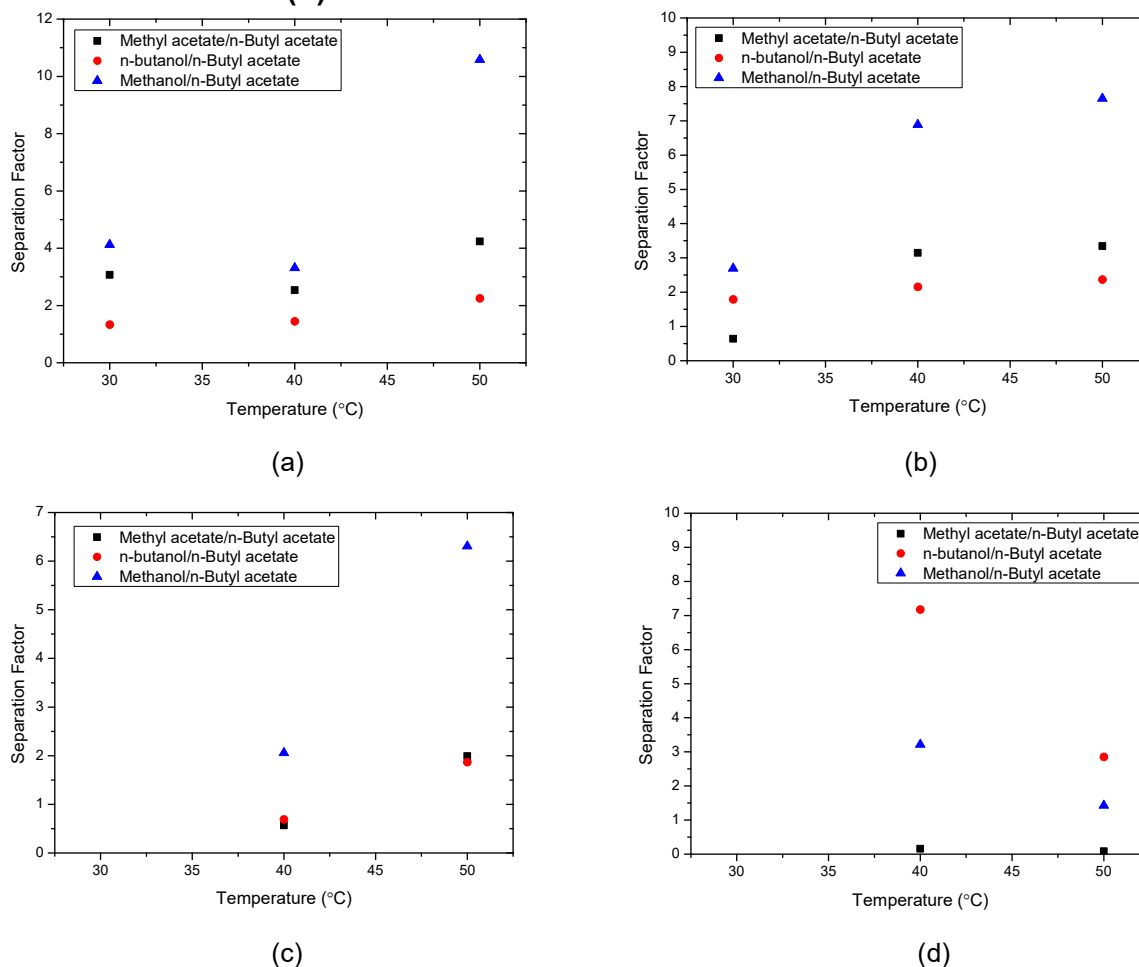 12
10
8
6
4
2
0
Separation Factor
Methyl acetate/n-Butyl acetate
n-butanol/n-Butyl acetate
Methanol/n-Butyl acetate
30 35 40 45 50
Temperature (°C)
(a)
10
9
8
7
6
5
4
3
2
1
0
Separation Factor
Methyl acetate/n-Butyl acetate
n-butanol/n-Butyl acetate
Methanol/n-Butyl acetate
30 35 40 45 50
Temperature (°C)
(b)
7
6
5
4
3
2
1
0
Separation Factor
Methyl acetate/n-Butyl acetate
n-butanol/n-Butyl acetate
Methanol/n-Butyl acetate
30 35 40 45 50
Temperature (°C)
(c)
10
9
8
7
6
5
4
3
2
1
0
Separation Factor
Methyl acetate/n-Butyl acetate
n-butanol/n-Butyl acetate
Methanol/n-Butyl acetate
30 35 40 45 50
Temperature (°C)
(d)